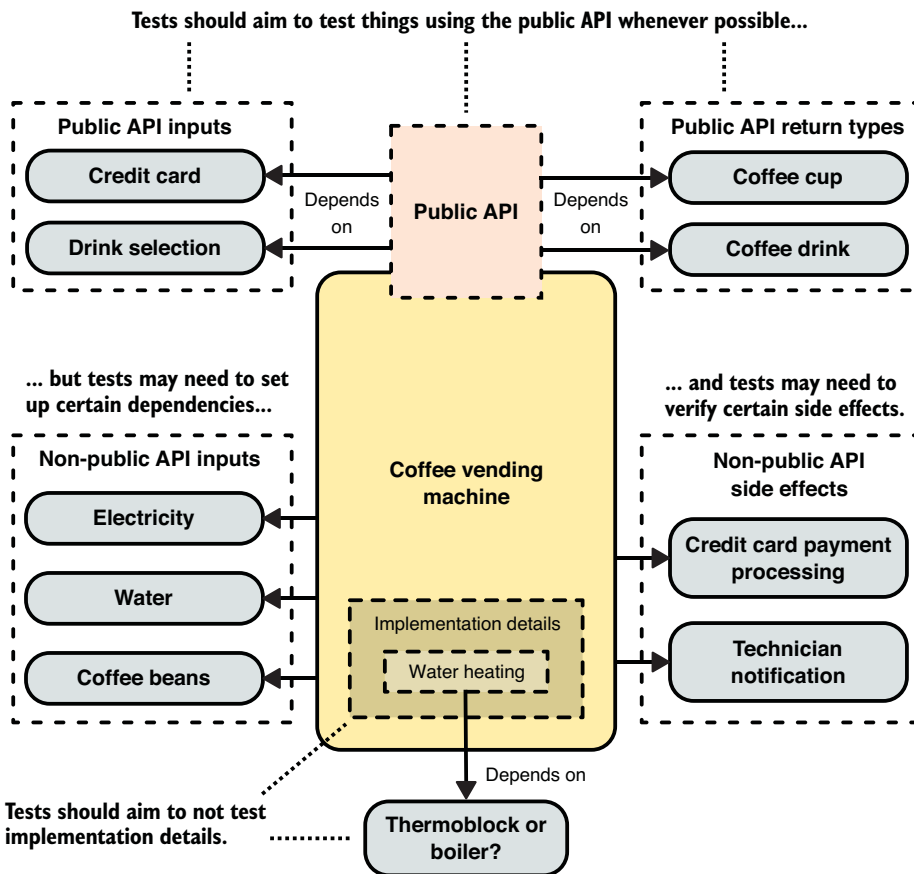 Tests should aim to test things using the public API whenever possible...
Public API inputs
Credit card
Drink selection
Depends
on
Public API
Depends
on
Public API return types
Coffee cup
Coffee drink
... but tests may need to set
up certain dependencies...
Non-public API inputs
Electricity
Water
Coffee beans
Coffee vending
machine
Implementation details
Water heating
... and tests may need to
verify certain side effects.
Non-public API
side effects
Credit card payment
processing
Technician
notification
Depends on
Tests should aim to not test
implementation details.
Thermoblock or
boiler?